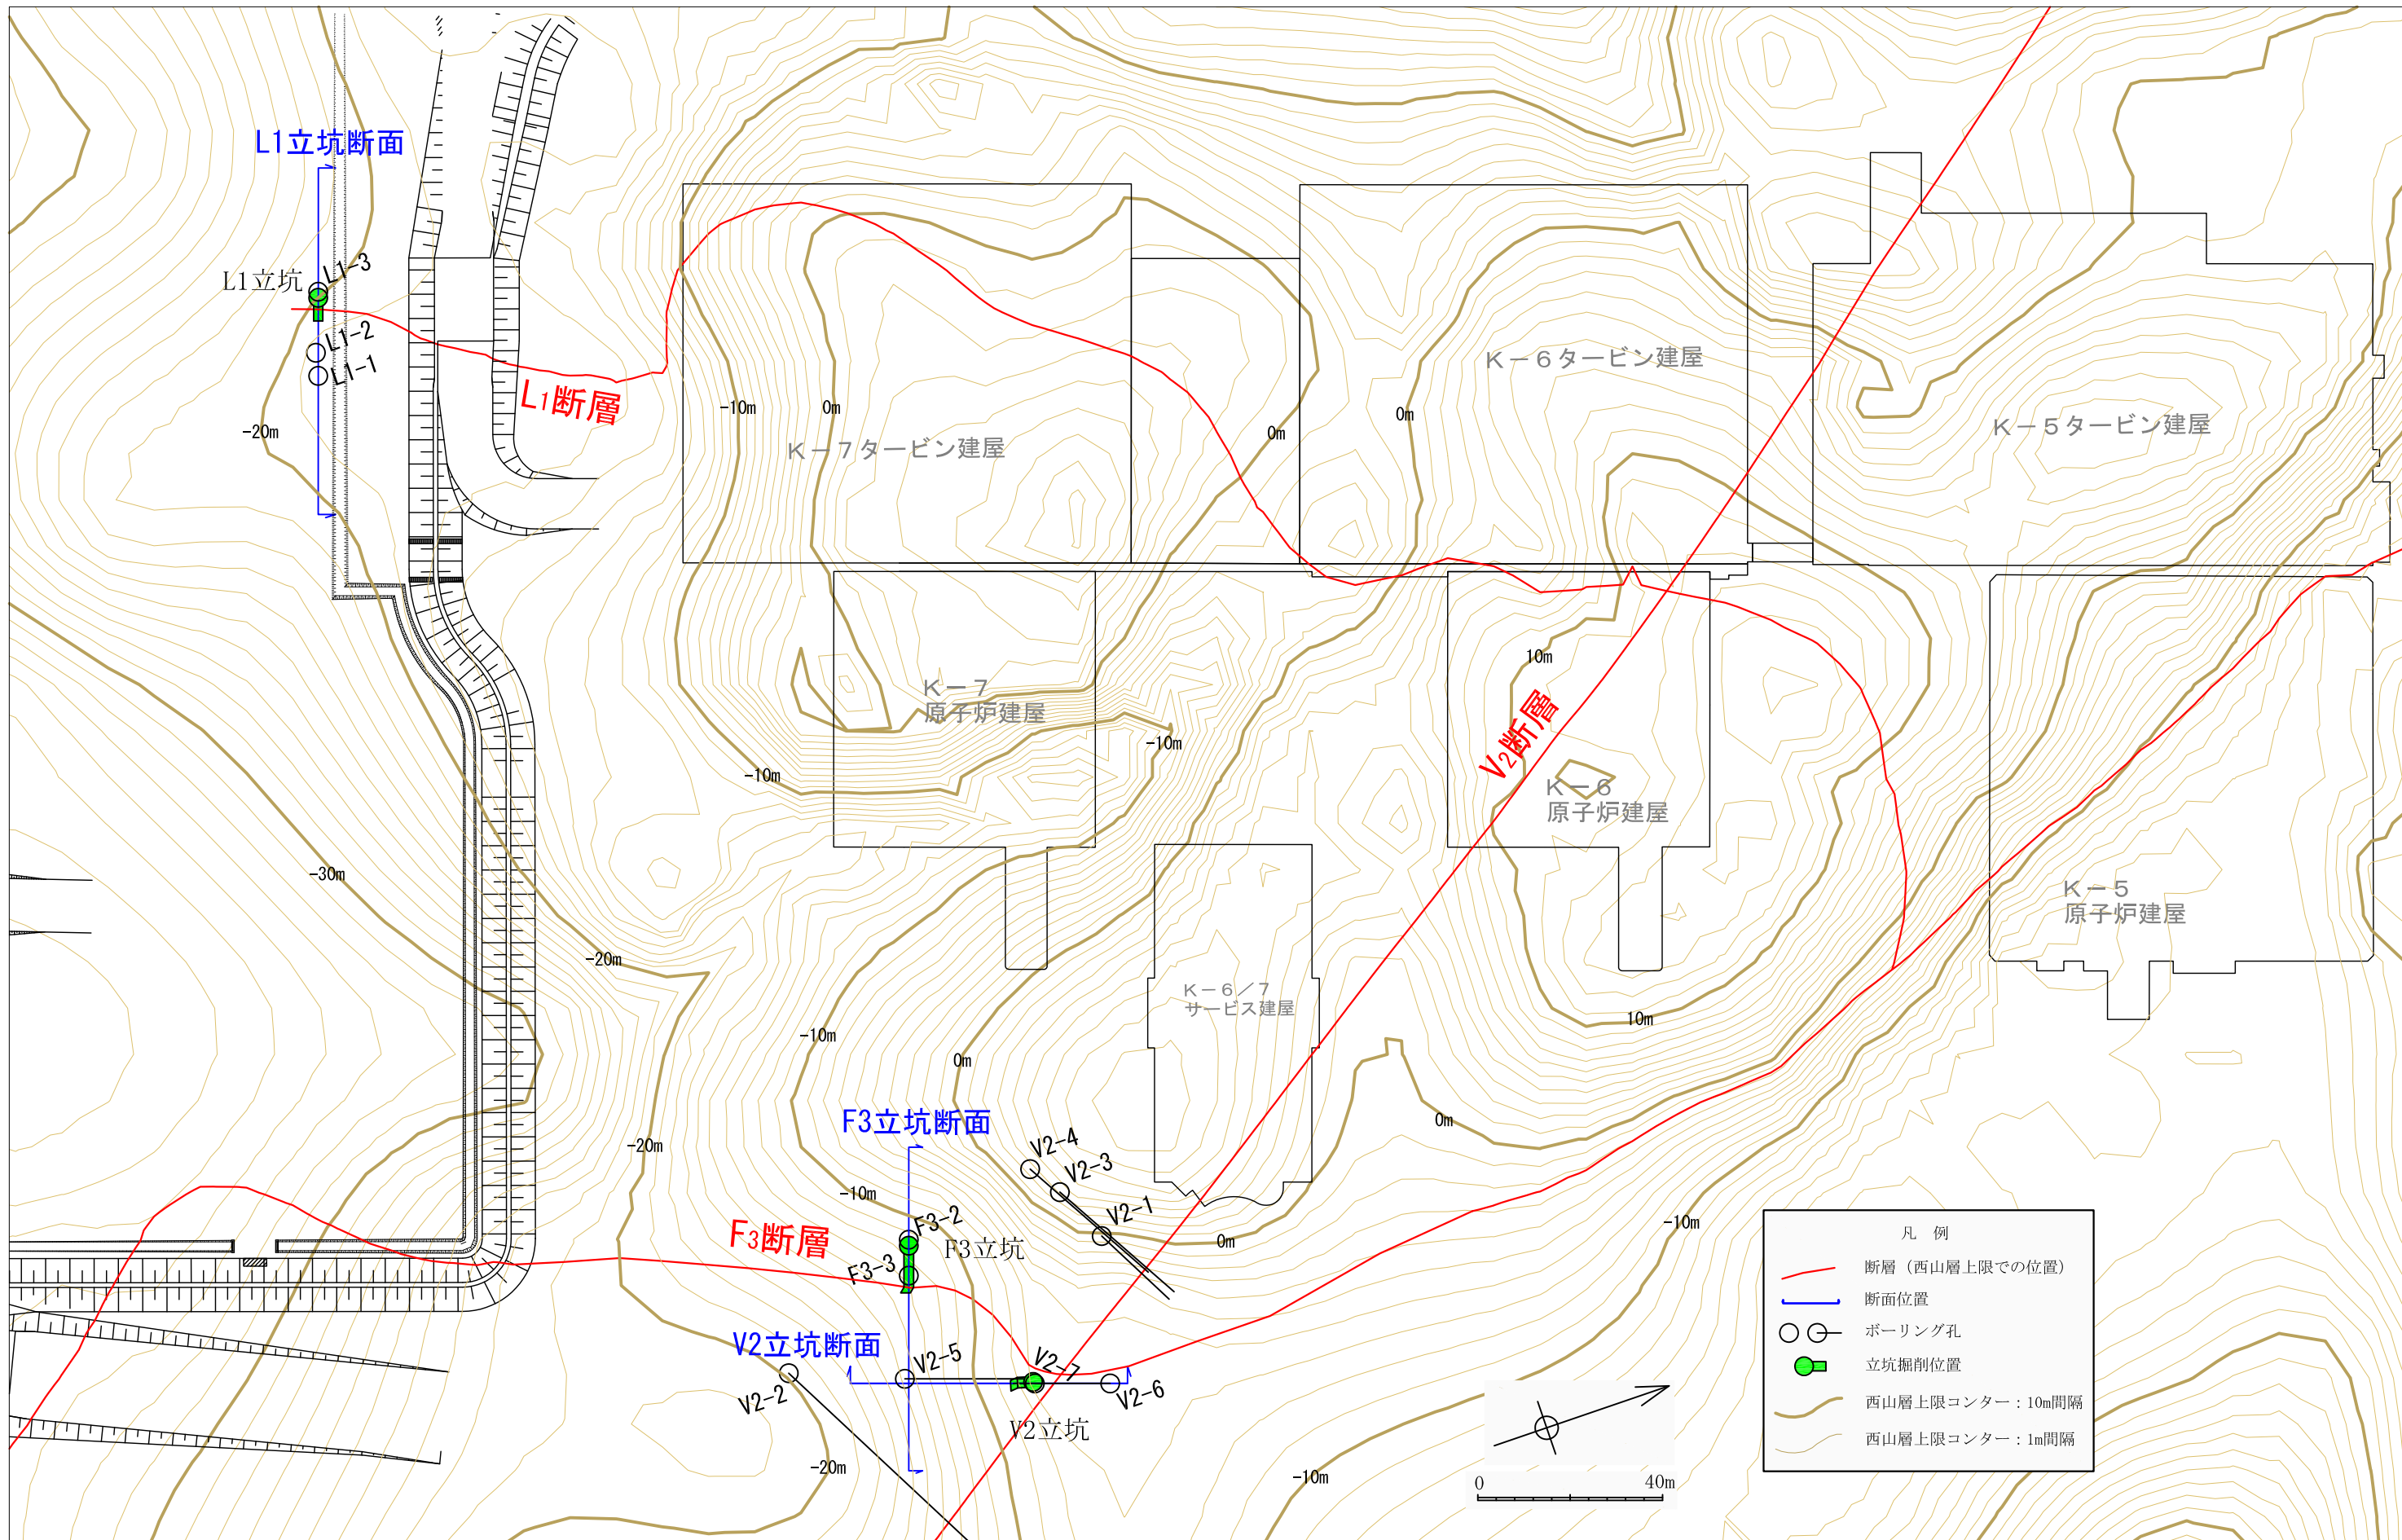 L1立坑断面
L1立坑
L1-3
L1-2
L1-1
L1断層
-20m
-10m
0m
K-7タービン建屋
0m
0m
K-6タービン建屋
K-5タービン建屋
10m
V2断層
K-7
原子炉建屋
-10m
-10m
K-6
原子炉建屋
-30m
K-5
原子炉建屋
-20m
K-6/7
サービス建屋
10m
-10m
0m
0m
-20m
F3立坑断面
-10m
V2-4
V2-3
V2-1
F3-2
F3立坑
F3断層
F3-3
0m
-10m
V2立坑断面
V2-5
V2-7
V2-2
V2-6
V2立坑
-20m
-10m
0 40m
凡 例
断層（西山層上限での位置）
断面位置
ボーリング孔
立坑掘削位置
西山層上限コンター：10m間隔
西山層上限コンター：1m間隔